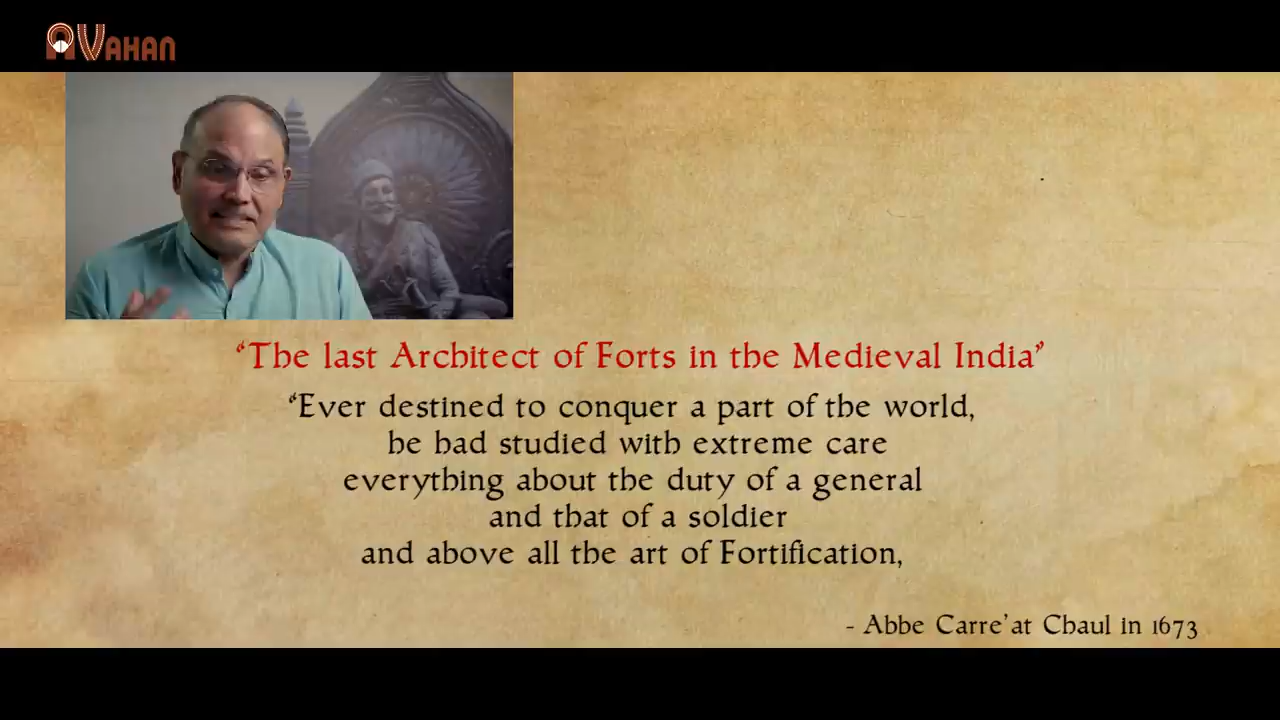 AVAHAN
"The last Architect of Forts in the Medieval India"
"Ever destined to conquer a part of the world,
he had studied with extreme care
everything about the duty of a general
and that of a soldier
and above all the art of Fortification,
- Abbe Carre'at Chaul in 1673